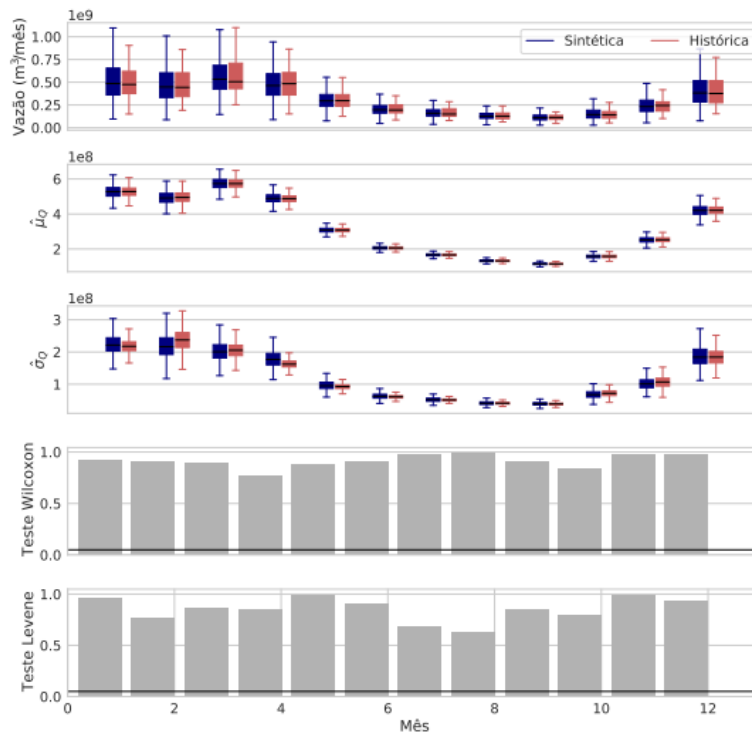 1e9
Vazão (m³/mês)
1.00
0.75
0.50
0.25
0.00
Sintética
Histórica
1e8
μ̂_Q
6
4
2
1e8
σ̂_Q
3
2
1
Teste Wilcoxon
1.0
0.5
0.0
Teste Levene
1.0
0.5
0.0
0 2 4 6 8 10 12
Mês